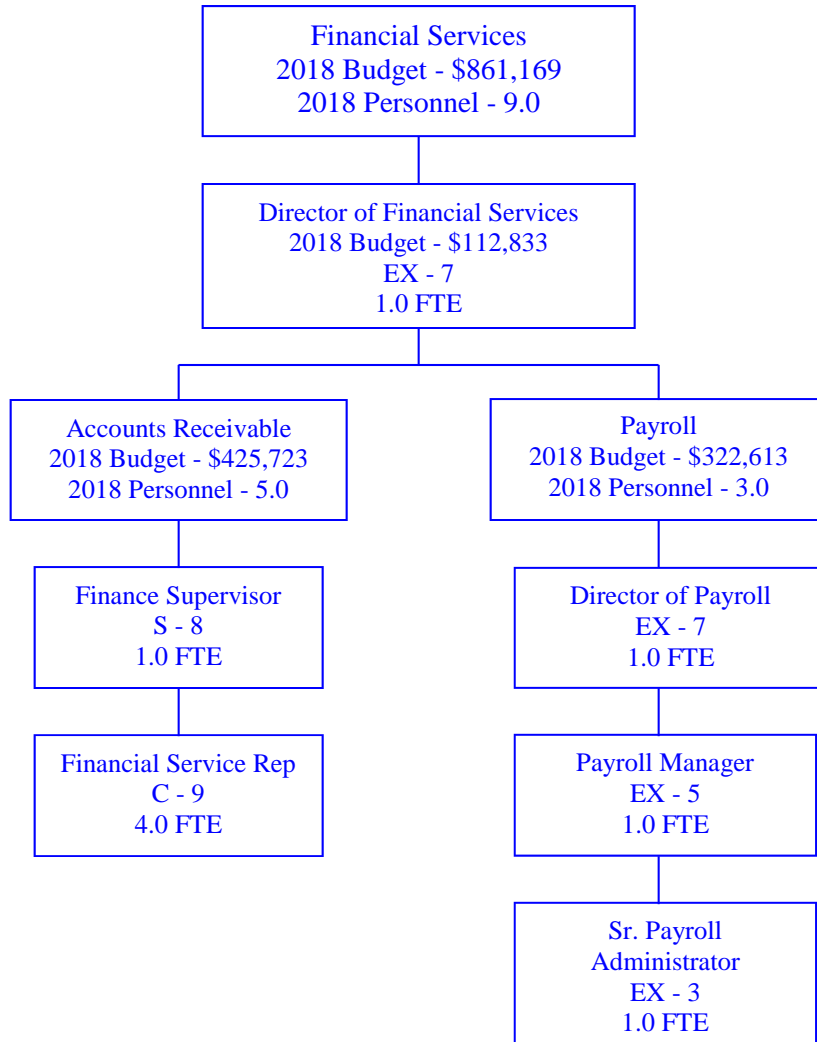 Financial Services
2018 Budget - $861,169
2018 Personnel - 9.0
Director of Financial Services
2018 Budget - $112,833
EX - 7
1.0 FTE
Accounts Receivable
2018 Budget - $425,723
2018 Personnel - 5.0
Payroll
2018 Budget - $322,613
2018 Personnel - 3.0
Finance Supervisor
S - 8
1.0 FTE
Director of Payroll
EX - 7
1.0 FTE
Financial Service Rep
C - 9
4.0 FTE
Payroll Manager
EX - 5
1.0 FTE
Sr. Payroll
Administrator
EX - 3
1.0 FTE